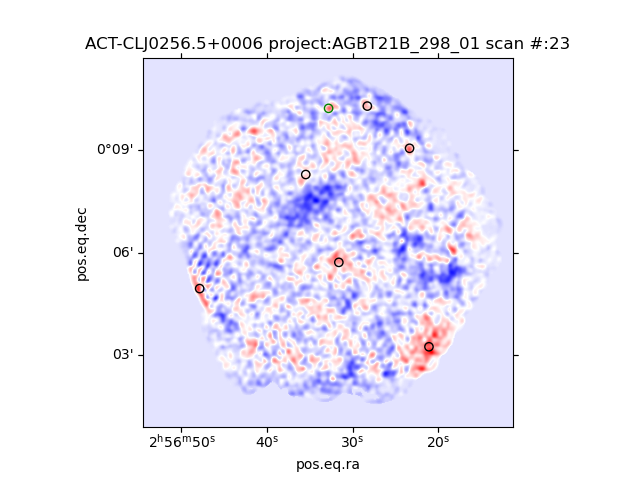 ACT-CLJ0256.5+0006 project:AGBT21B_298_01 scan #:23
0°09'
06'
03'
pos.eq.dec
2ʰ56ᵐ50ˢ 40ˢ 30ˢ 20ˢ
pos.eq.ra